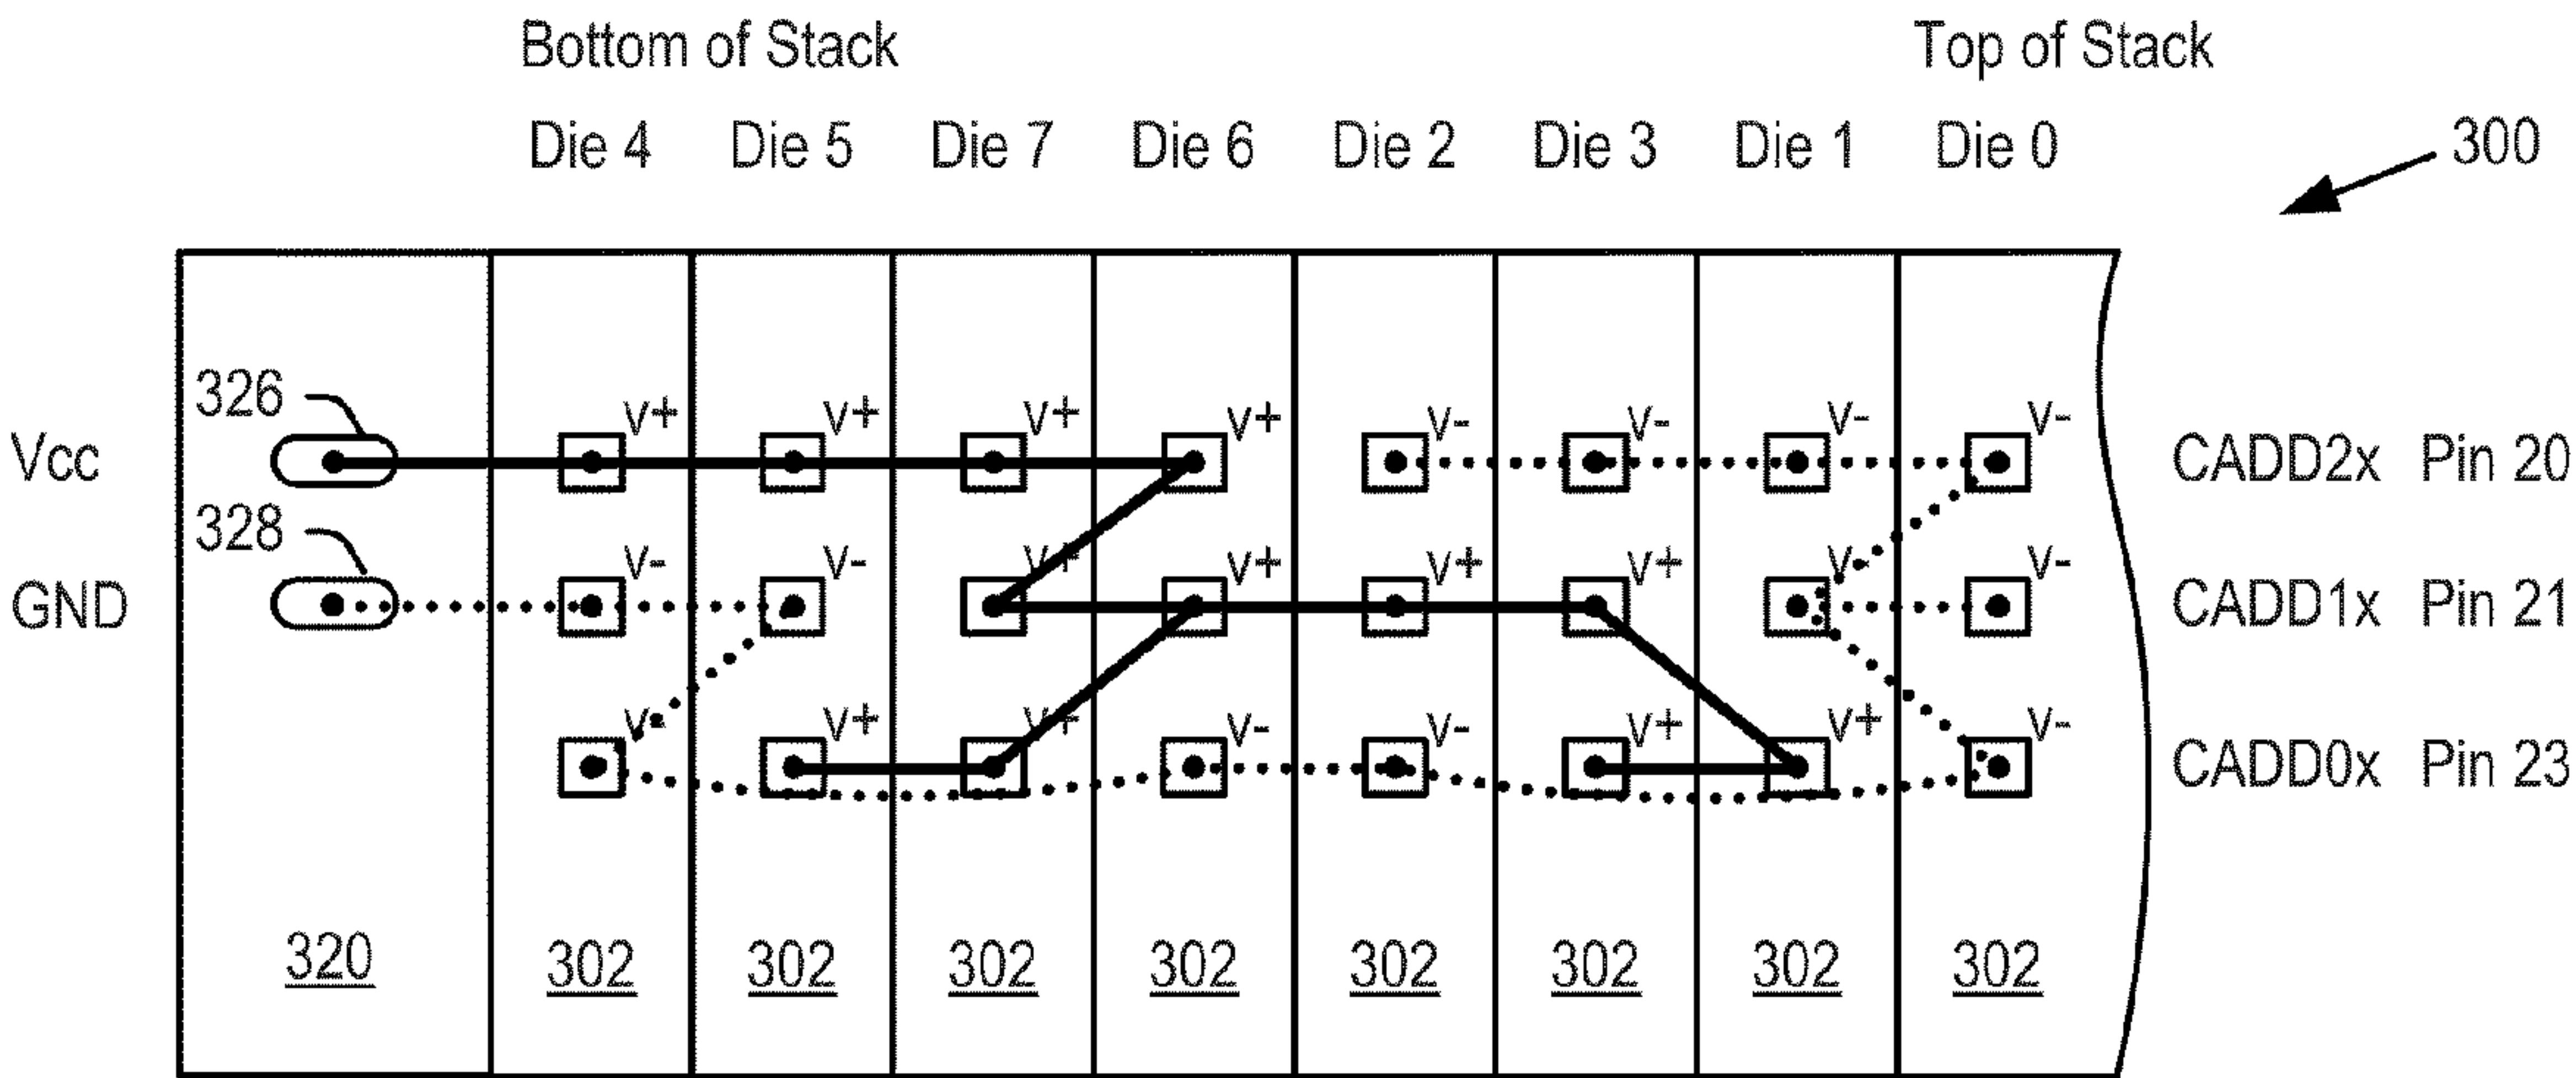 Bottom of Stack Top of Stack
Die 4 Die 5 Die 7 Die 6 Die 2 Die 3 Die 1 Die 0
300
326
V+ V+ V+ V+ V- V- V- V-
Vcc CADD2x Pin 20
328
V- V- V+ V+ V+ V+ V- V-
GND CADD1x Pin 21
V- V+ V+ V- V- V+ V+ V-
CADD0x Pin 23
320 302 302 302 302 302 302 302 302